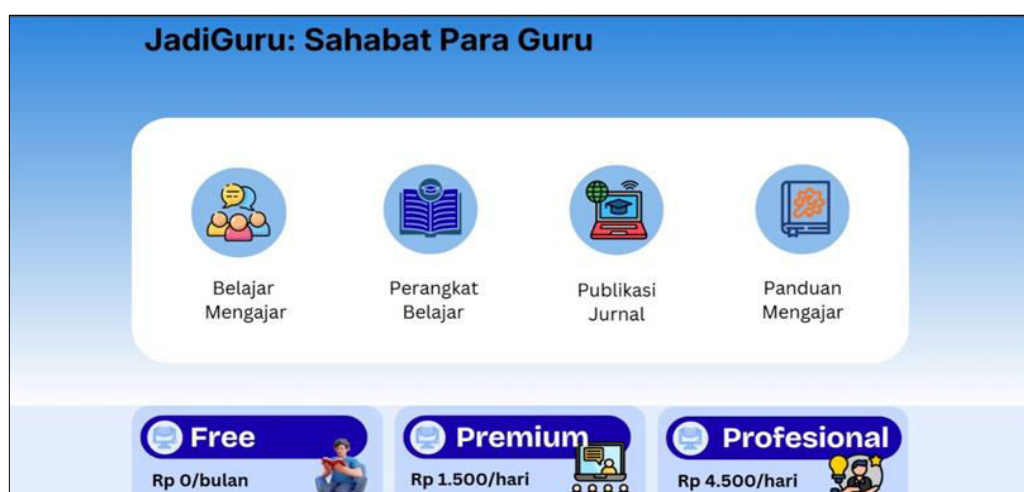 JadiGuru: Sahabat Para Guru
Belajar
Mengajar
Perangkat
Belajar
Publikasi
Jurnal
Panduan
Mengajar
Free
Rp 0/bulan
Premium
Rp 1.500/hari
Profesional
Rp 4.500/hari